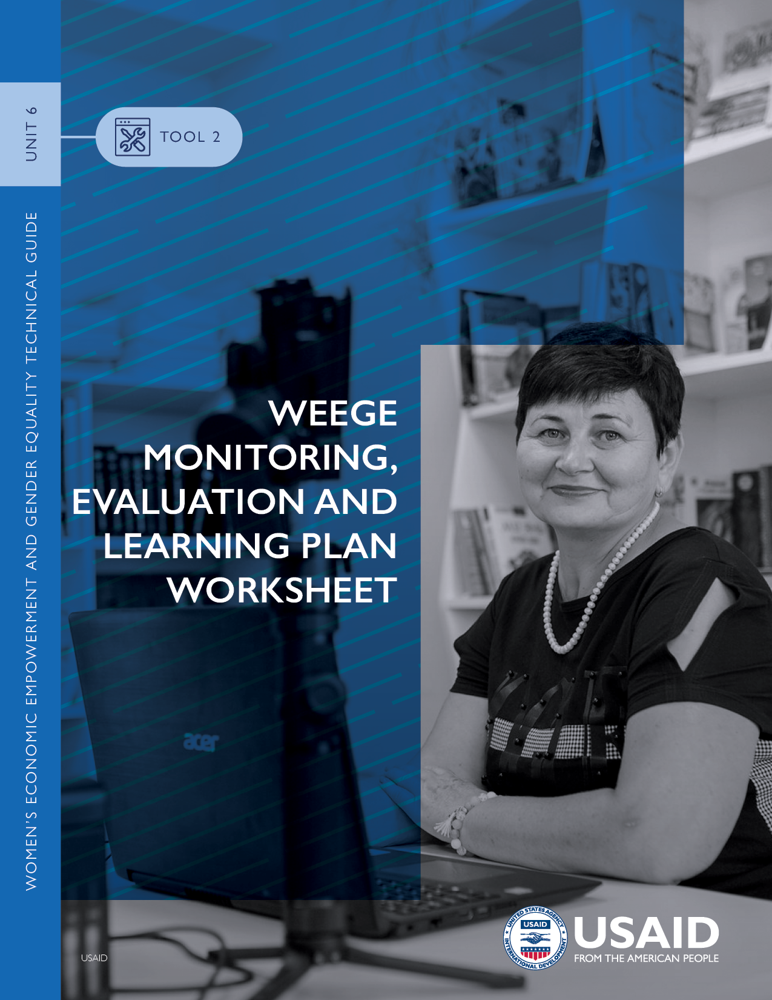 UNIT 6
TOOL 2
WOMEN'S ECONOMIC EMPOWERMENT AND GENDER EQUALITY TECHNICAL GUIDE
WEEGE
MONITORING,
EVALUATION AND
LEARNING PLAN
WORKSHEET
acer
USAID
UNITED STATES AGENCY
USAID
INTERNATIONAL DEVELOPMENT
USAID
FROM THE AMERICAN PEOPLE